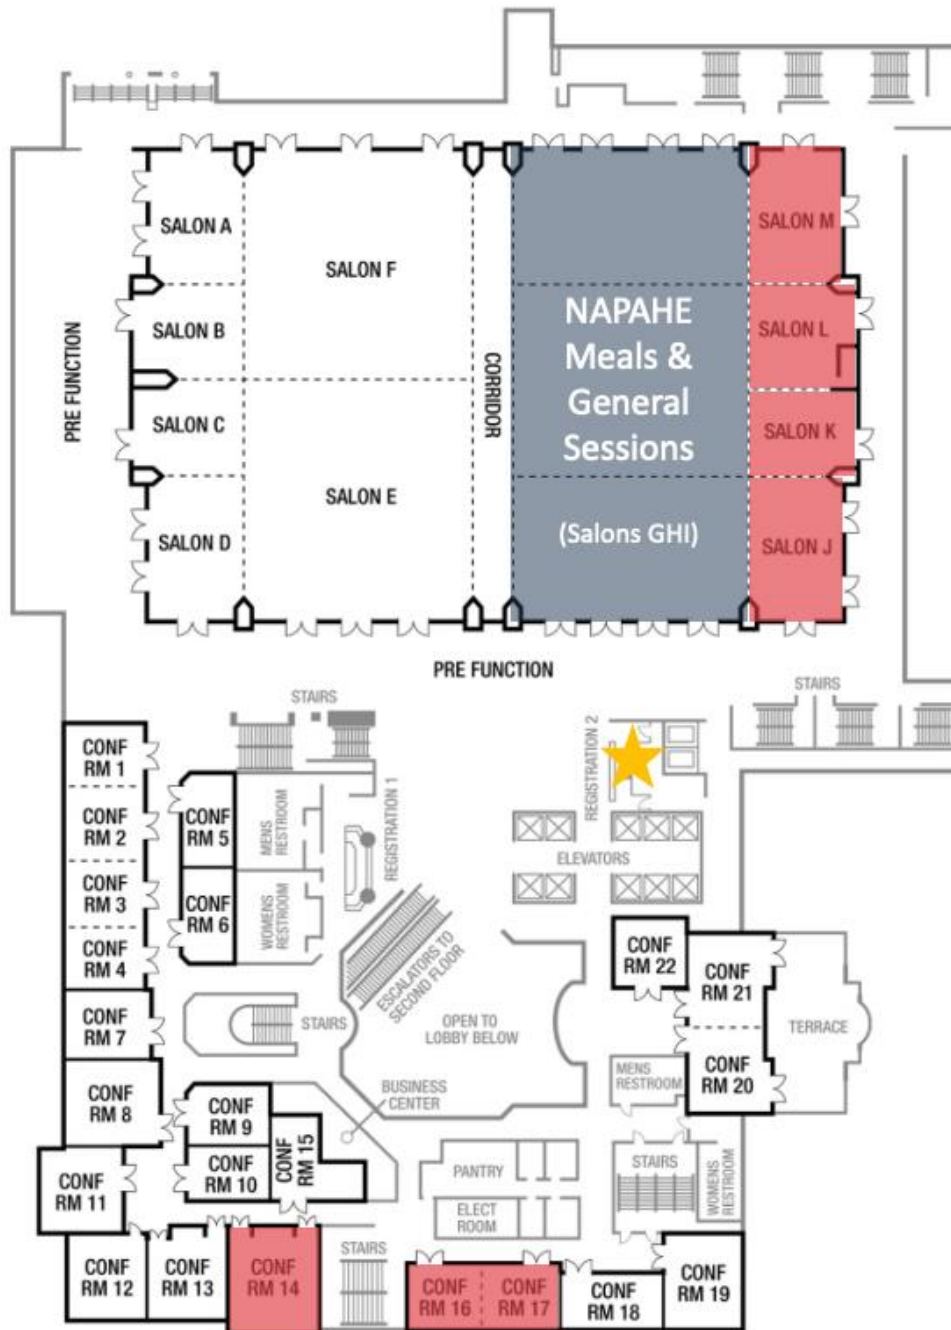 SALON A
SALON F
SALON M
SALON B
NAPAHE
Meals &
General
Sessions
SALON L
PRE FUNCTION
CORRIDOR
SALON C
SALON K
SALON E
SALON D
(Salons GHI)
SALON J
PRE FUNCTION
STAIRS
STAIRS
CONF
RM 1
REGISTRATION 2
CONF
RM 2
CONF
RM 5
MENS
RESTROOM
REGISTRATION 1
ELEVATORS
CONF
RM 3
CONF
RM 6
WOMENS
RESTROOM
CONF
RM 4
ESCALATORS TO
SECOND FLOOR
CONF
RM 22
CONF
RM 21
CONF
RM 7
STAIRS
OPEN TO
LOBBY BELOW
TERRACE
MENS
RESTROOM
CONF
RM 20
CONF
RM 8
BUSINESS
CENTER
CONF
RM 9
CONF
RM 15
CONF
RM 10
PANTRY
STAIRS
WOMENS
RESTROOM
CONF
RM 11
ELECT
ROOM
CONF
RM 12
CONF
RM 13
CONF
RM 14
STAIRS
CONF
RM 16
CONF
RM 17
CONF
RM 18
CONF
RM 19